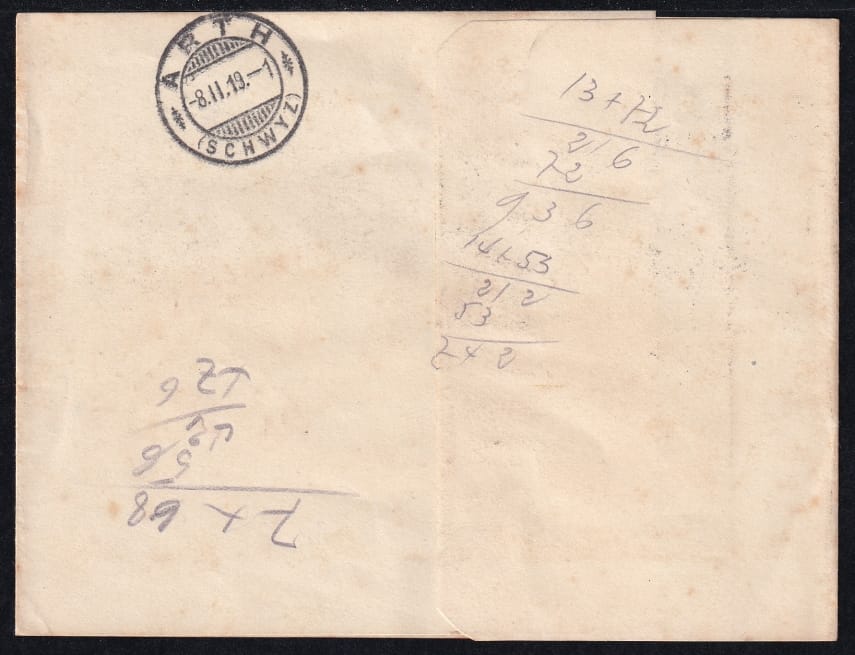 ARTH
-8.II.19.-1
(SCHWYZ)
13 + 72
216
72
936
14 + 53
212
53
742
7 x 68
56
42
476